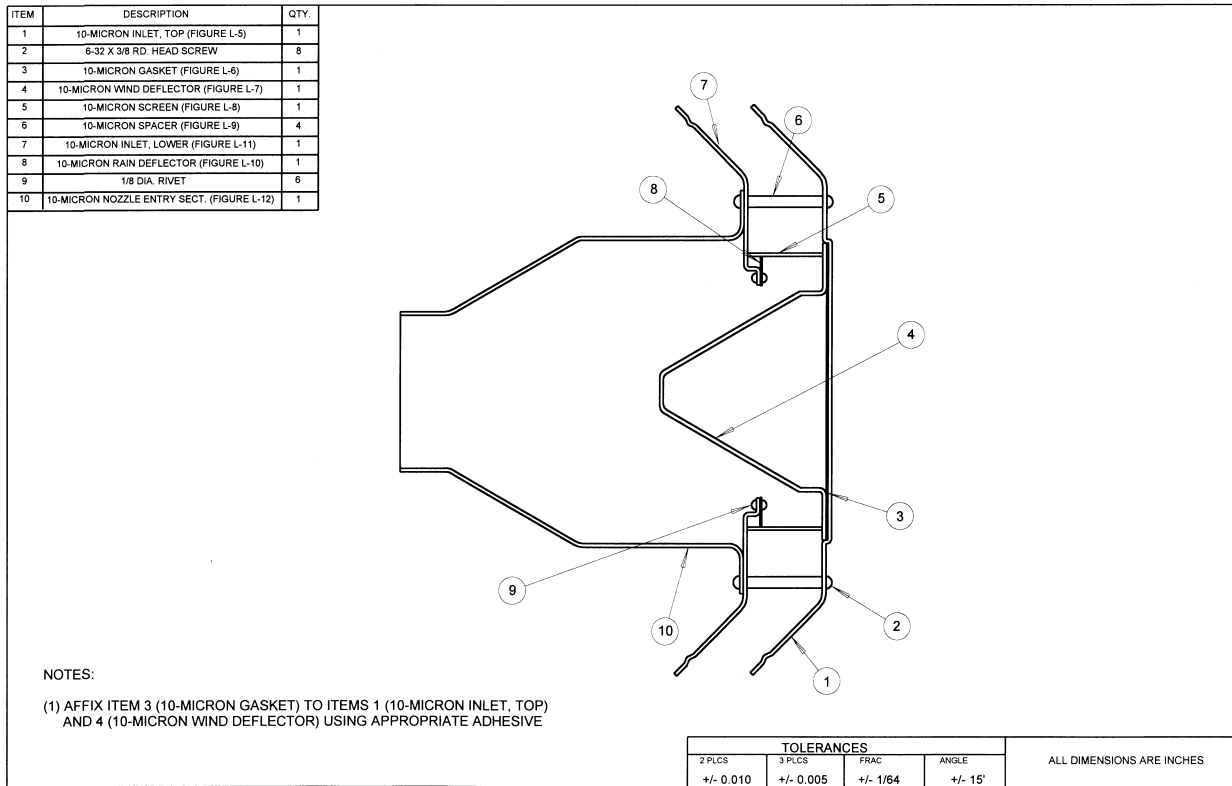 ITEM DESCRIPTION QTY.
1 10-MICRON INLET, TOP (FIGURE L-5) 1
2 6-32 X 3/8 RD. HEAD SCREW 8
3 10-MICRON GASKET (FIGURE L-6) 1
4 10-MICRON WIND DEFLECTOR (FIGURE L-7) 1
5 10-MICRON SCREEN (FIGURE L-8) 1
6 10-MICRON SPACER (FIGURE L-9) 4
7 10-MICRON INLET, LOWER (FIGURE L-11) 1
8 10-MICRON RAIN DEFLECTOR (FIGURE L-10) 1
9 1/8 DIA. RIVET 6
10 10-MICRON NOZZLE ENTRY SECT. (FIGURE L-12) 1
7
6
8
5
4
3
9
2
10
1
NOTES:
(1) AFFIX ITEM 3 (10-MICRON GASKET) TO ITEMS 1 (10-MICRON INLET, TOP)
AND 4 (10-MICRON WIND DEFLECTOR) USING APPROPRIATE ADHESIVE
TOLERANCES
2 PLCS 3 PLCS FRAC ANGLE
+/- 0.010 +/- 0.005 +/- 1/64 +/- 15'
ALL DIMENSIONS ARE INCHES